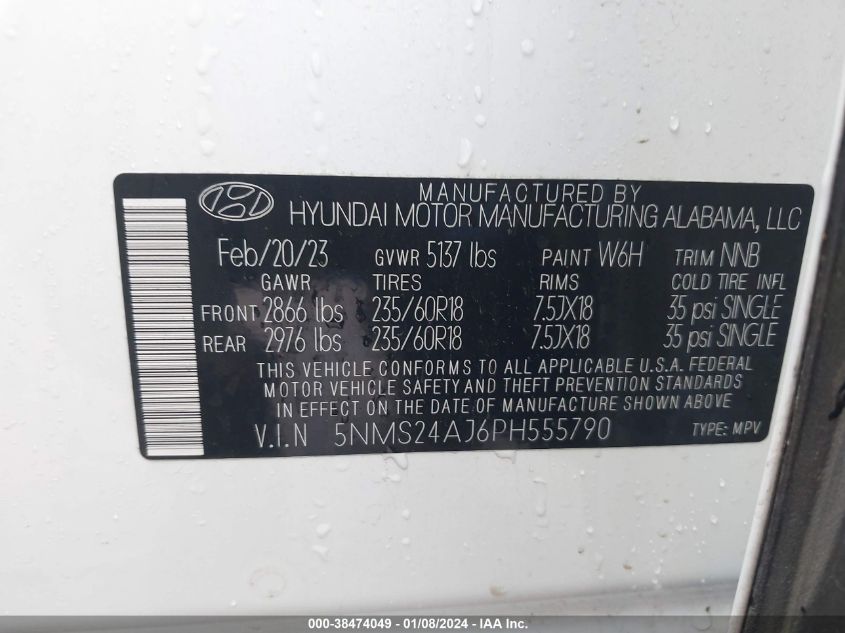 MANUFACTURED BY
HYUNDAI MOTOR MANUFACTURING ALABAMA, LLC
Feb/20/23 GVWR 5137 lbs PAINT W6H TRIM NNB
GAWR TIRES RIMS COLD TIRE INFL
FRONT 2866 lbs 235/60R18 7.5JX18 35 psi SINGLE
REAR 2976 lbs 235/60R18 7.5JX18 35 psi SINGLE
THIS VEHICLE CONFORMS TO ALL APPLICABLE U.S.A. FEDERAL
MOTOR VEHICLE SAFETY AND THEFT PREVENTION STANDARDS
IN EFFECT ON THE DATE OF MANUFACTURE SHOWN ABOVE
V.I.N 5NMS24AJ6PH555790 TYPE: MPV
000-38474049 — 01/08/2024 - IAA Inc.